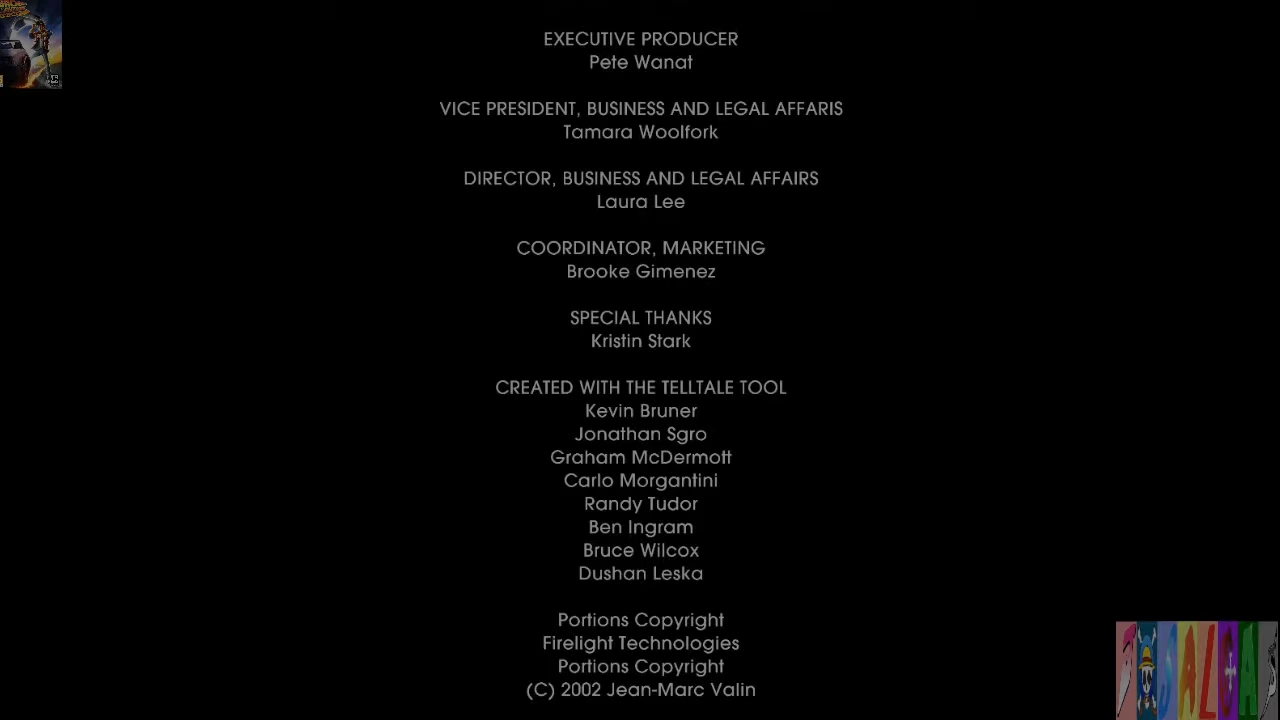 EXECUTIVE PRODUCER
Pete Wanat
VICE PRESIDENT, BUSINESS AND LEGAL AFFARIS
Tamara Woolfork
DIRECTOR, BUSINESS AND LEGAL AFFAIRS
Laura Lee
COORDINATOR, MARKETING
Brooke Gimenez
SPECIAL THANKS
Kristin Stark
CREATED WITH THE TELLTALE TOOL
Kevin Bruner
Jonathan Sgro
Graham McDermott
Carlo Morgantini
Randy Tudor
Ben Ingram
Bruce Wilcox
Dushan Leska
Portions Copyright
Firelight Technologies
Portions Copyright
(C) 2002 Jean-Marc Valin